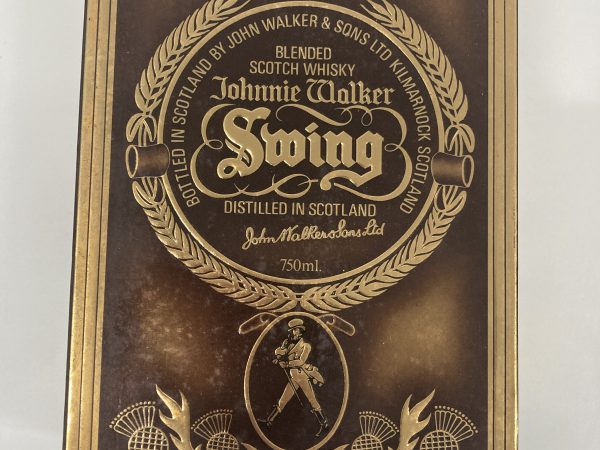 BOTTLED IN SCOTLAND BY JOHN WALKER & SONS LTD KILMARNOCK SCOTLAND
BLENDED
SCOTCH WHISKY
Johnnie Walker
Swing
DISTILLED IN SCOTLAND
John Walker & Sons Ltd
750ml.